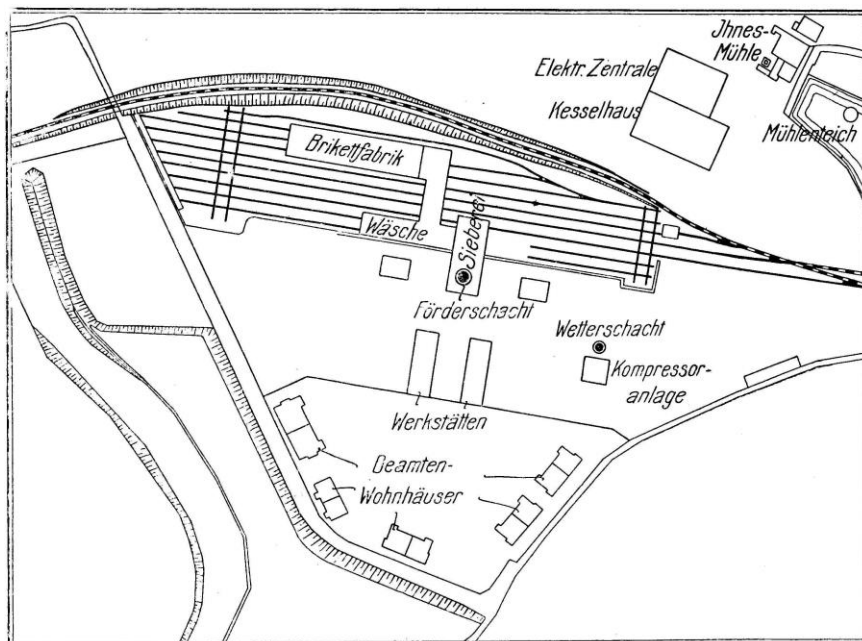 Jhnes-
Mühle
Elektr. Zentrale
Kesselhaus
Mühlenteich
Brikettfabrik
Wäsche
Sieberei
Förderschacht
Wetterschacht
Kompressor-
anlage
Werkstätten
Beamten-
Wohnhäuser